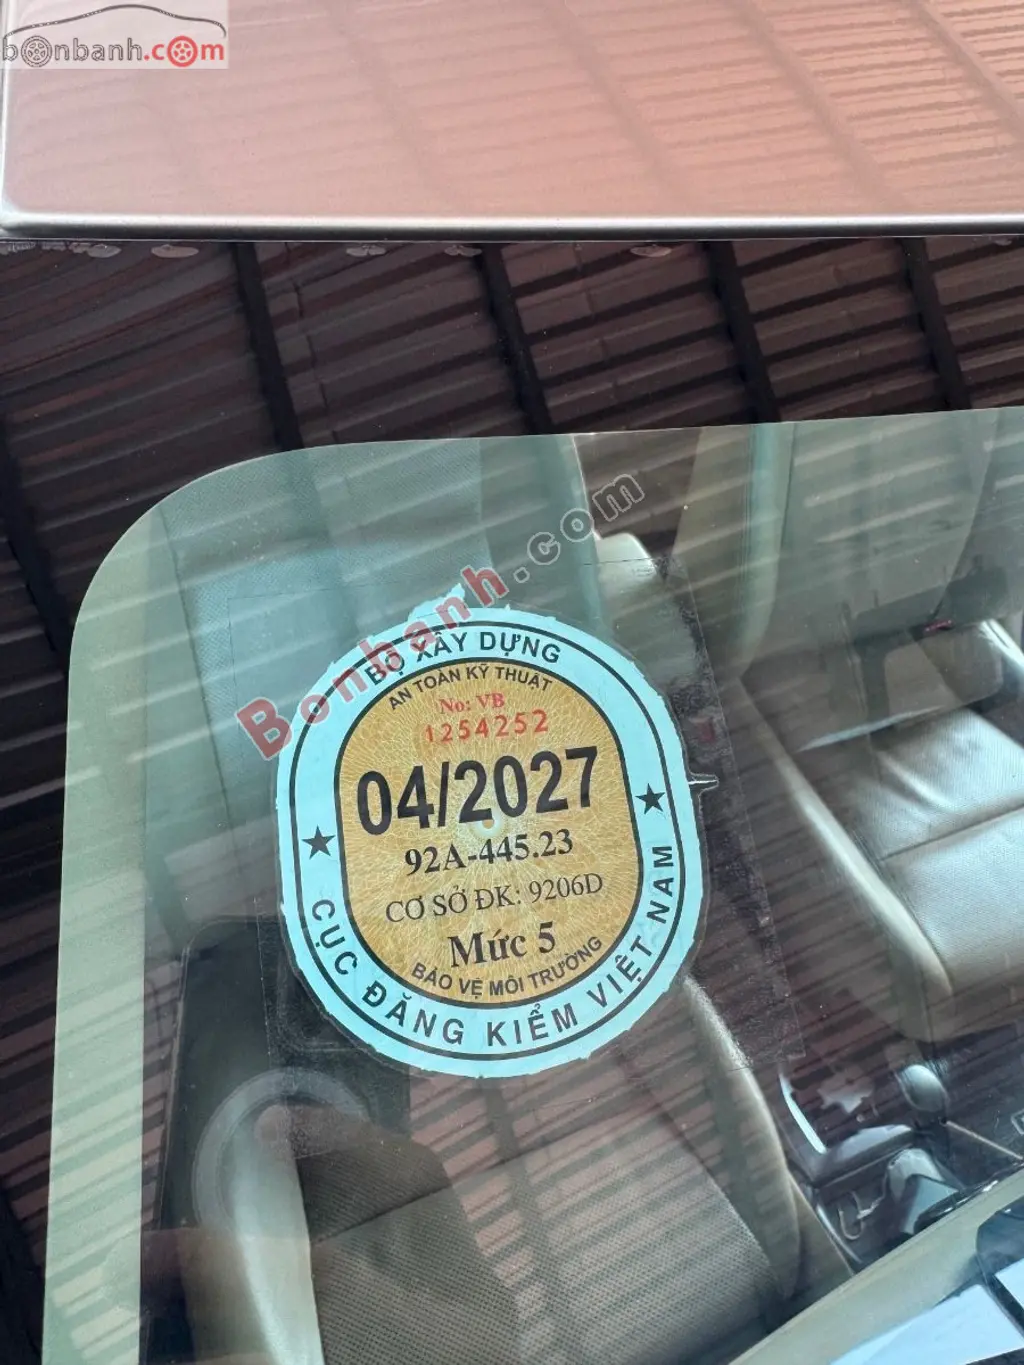 bonbanh.com
Bonbanh.com
BỘ XÂY DỰNG
AN TOÀN KỸ THUẬT
No: VB
1254252
04/2027
92A-445.23
CƠ SỞ ĐK: 9206D
Mức 5
BẢO VỆ MÔI TRƯỜNG
CỤC ĐĂNG KIỂM VIỆT NAM